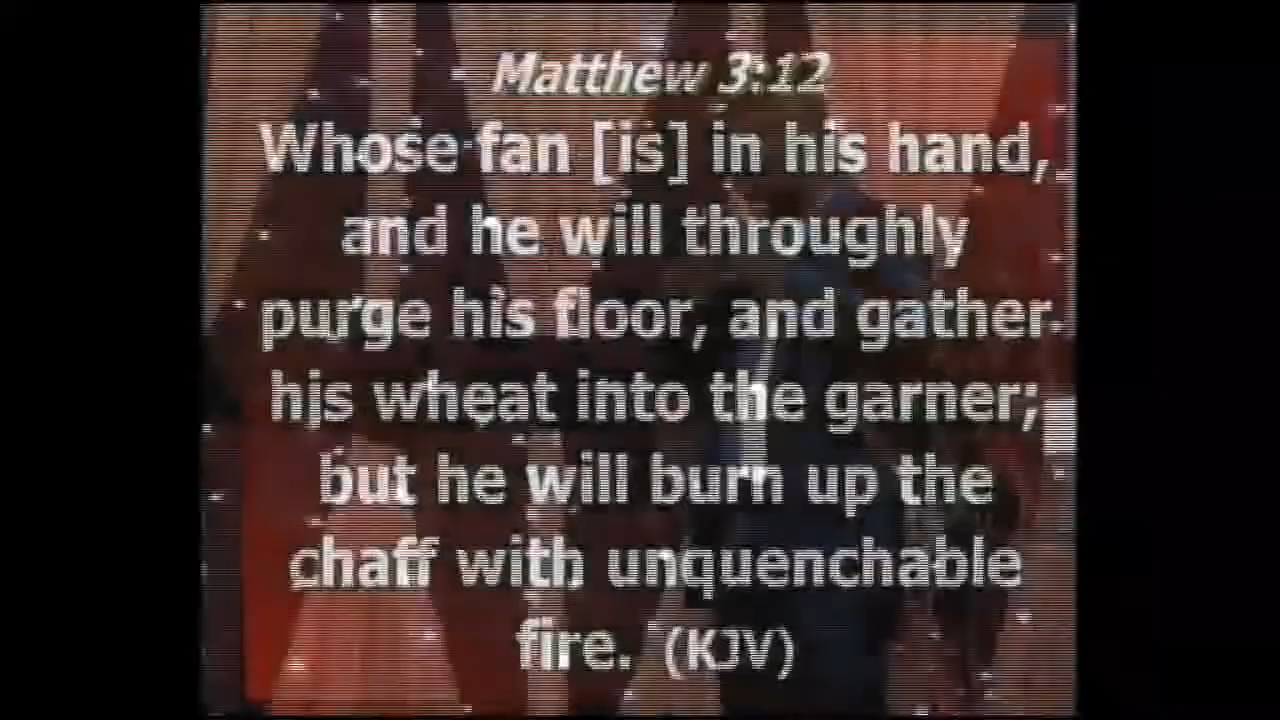 Matthew 3:12
Whose fan [is] in his hand,
and he will throughly
purge his floor, and gather
his wheat into the garner;
but he will burn up the
chaff with unquenchable
fire. (KJV)